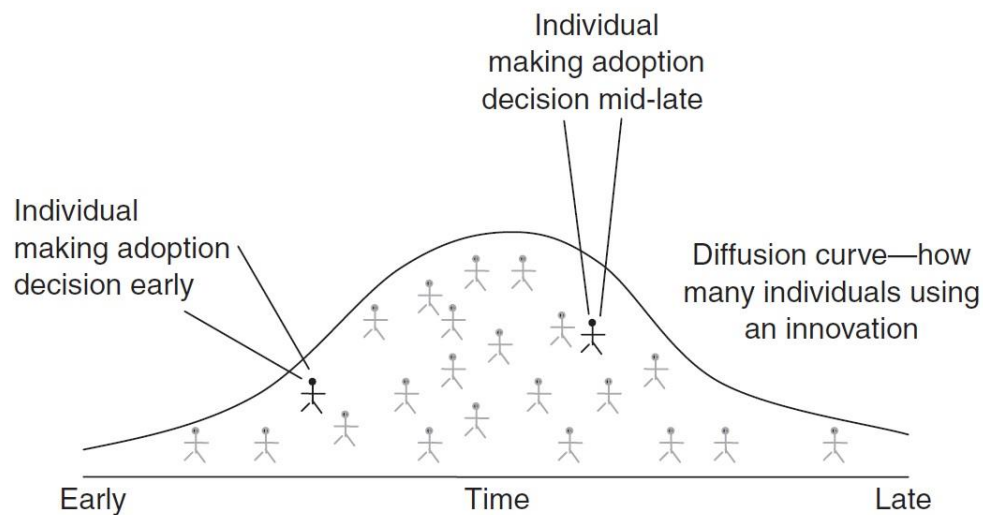 Individual
making adoption
decision mid-late
Individual
making adoption
decision early
Diffusion curve—how
many individuals using
an innovation
Early
Time
Late